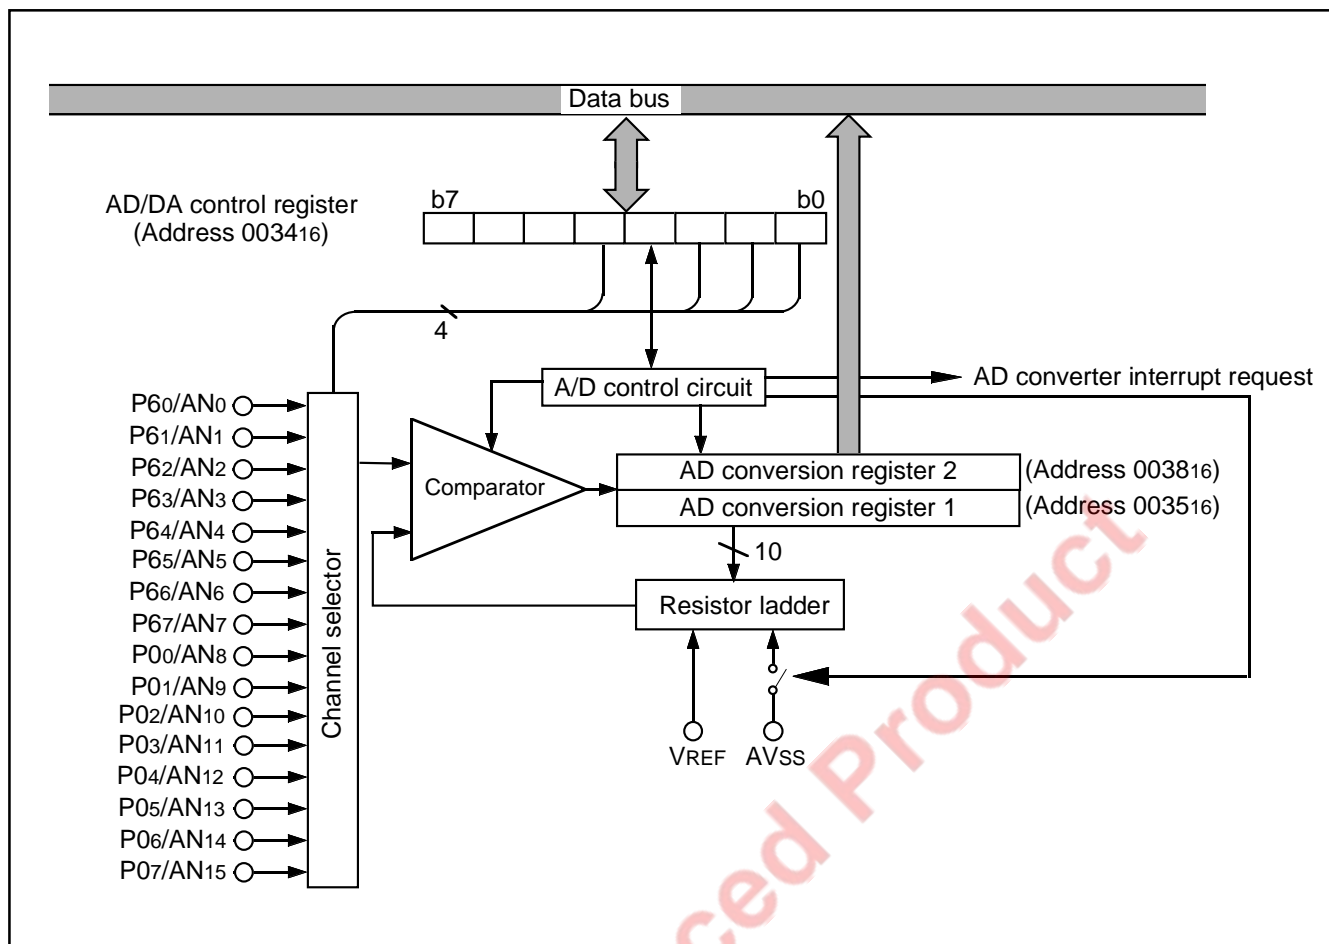 Data bus
b7 b0
AD/DA control register
(Address 003416)
4
A/D control circuit
AD converter interrupt request
P60/AN0
P61/AN1
P62/AN2
P63/AN3
P64/AN4
P65/AN5
P66/AN6
P67/AN7
P00/AN8
P01/AN9
P02/AN10
P03/AN11
P04/AN12
P05/AN13
P06/AN14
P07/AN15
Channel selector
Comparator
AD conversion register 2 (Address 003816)
AD conversion register 1 (Address 003516)
10
Resistor ladder
VREF AVSS
ced Product